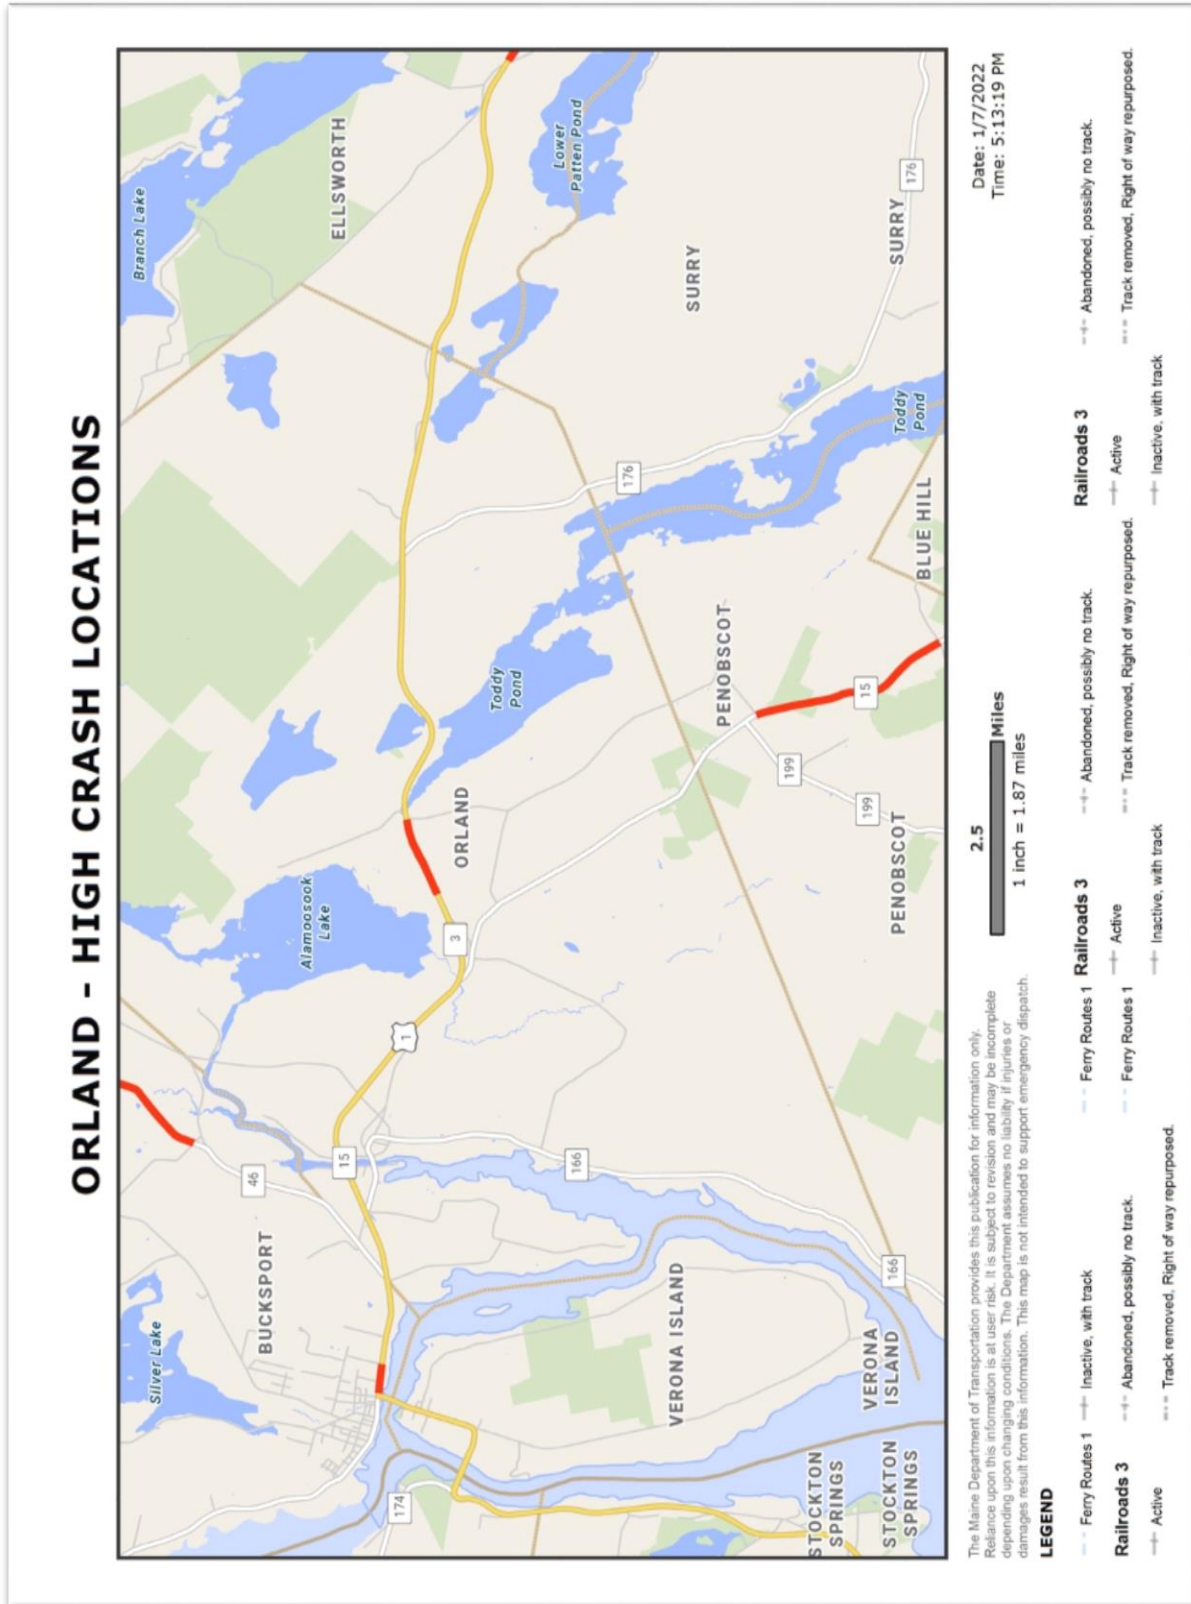 ORLAND - HIGH CRASH LOCATIONS
Silver Lake
BUCKSPORT
46
15
174
1
3
Alamoosook
Lake
ORLAND
Toddy
Pond
Branch Lake
ELLSWORTH
Lower
Patten Pond
166
VERONA ISLAND
176
SURRY
PENOBSCOT
199
15
199
STOCKTON
SPRINGS
VERONA
ISLAND
166
PENOBSCOT
BLUE HILL
Toddy
Pond
SURRY
176
STOCKTON
SPRINGS
The Maine Department of Transportation provides this publication for information only.
Reliance upon this information is at user risk. It is subject to revision and may be incomplete
depending upon changing conditions. The Department assumes no liability if injuries or
damages result from this information. This map is not intended to support emergency dispatch.
2.5
Miles
1 inch = 1.87 miles
Date: 1/7/2022
Time: 5:13:19 PM
LEGEND
Ferry Routes 1
Railroads 3
Active
Inactive, with track
Abandoned, possibly no track.
Track removed, Right of way repurposed.
Ferry Routes 1
Ferry Routes 1
Railroads 3
Active
Inactive, with track
Abandoned, possibly no track.
Track removed, Right of way repurposed.
Railroads 3
Active
Inactive, with track
Abandoned, possibly no track.
Track removed, Right of way repurposed.